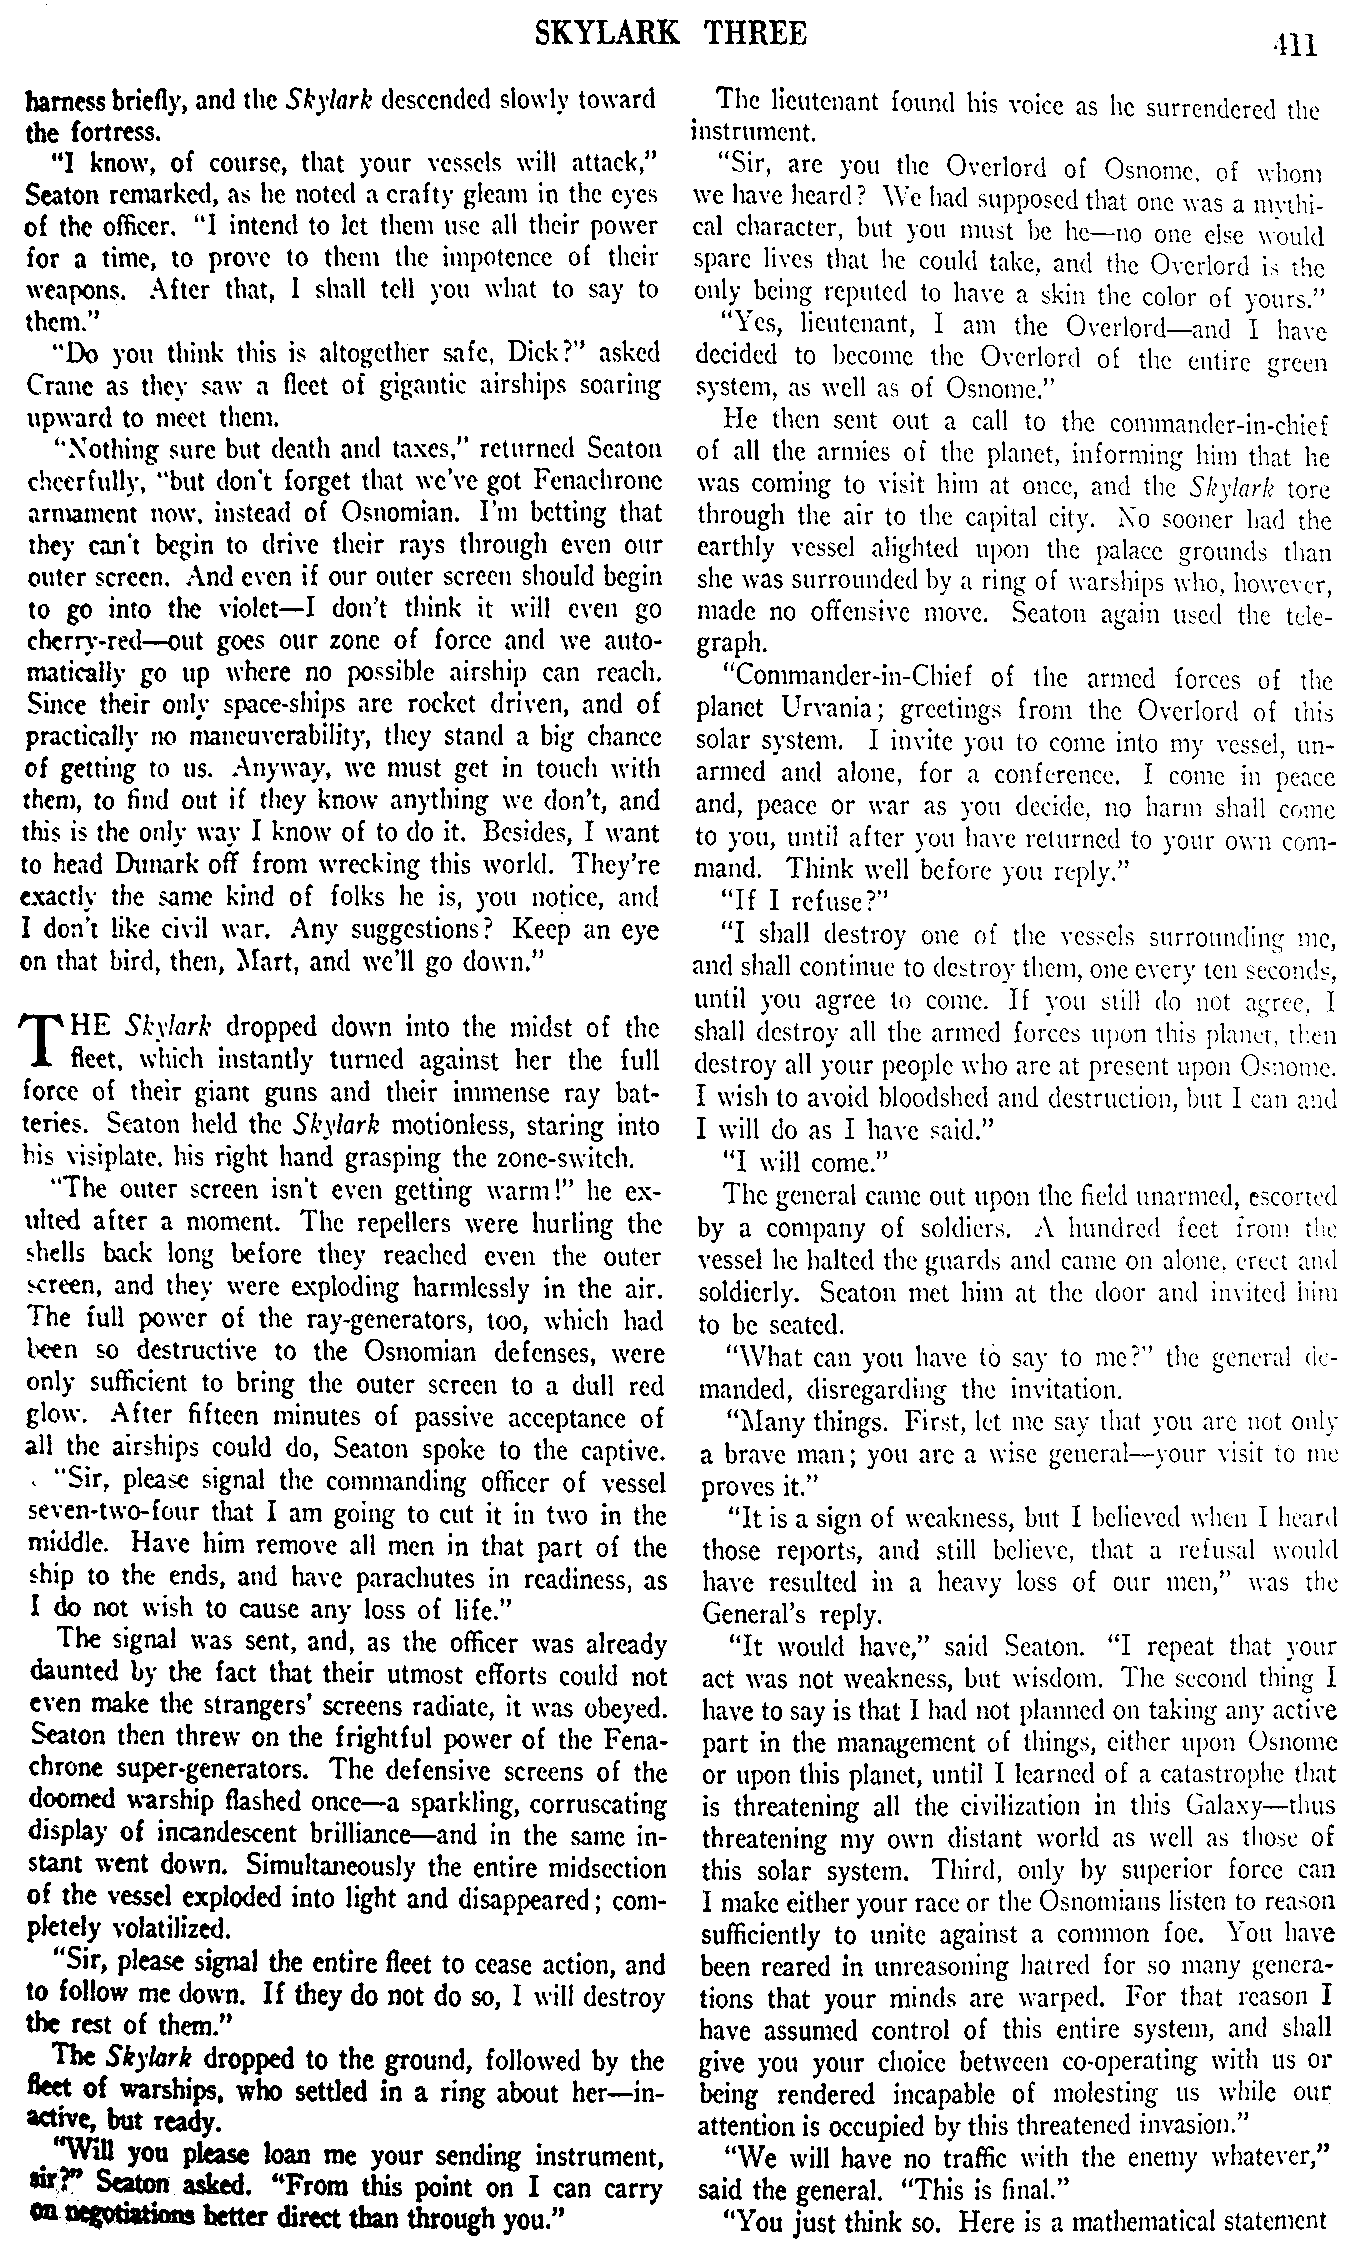 SKYLARK THREE
411
harness briefly, and the Skylark descended slowly toward
the fortress.
"I know, of course, that your vessels will attack,"
Seaton remarked, as he noted a crafty gleam in the eyes
of the officer. "I intend to let them use all their power
for a time, to prove to them the impotence of their
weapons. After that, I shall tell you what to say to
them."
"Do you think this is altogether safe, Dick?" asked
Crane as they saw a fleet of gigantic airships soaring
upward to meet them.
"Nothing sure but death and taxes," returned Seaton
cheerfully, "but don't forget that we've got Fenachrone
armament now, instead of Osnomian. I'm betting that
they can't begin to drive their rays through even our
outer screen. And even if our outer screen should begin
to go into the violet—I don't think it will even go
cherry-red—out goes our zone of force and we auto-
matically go up where no possible airship can reach.
Since their only space-ships are rocket driven, and of
practically no maneuverability, they stand a big chance
of getting to us. Anyway, we must get in touch with
them, to find out if they know anything we don't, and
this is the only way I know of to do it. Besides, I want
to head Dunark off from wrecking this world. They're
exactly the same kind of folks he is, you notice, and
I don't like civil war. Any suggestions? Keep an eye
on that bird, then, Mart, and we'll go down."
THE Skylark dropped down into the midst of the
fleet, which instantly turned against her the full
force of their giant guns and their immense ray bat-
teries. Seaton held the Skylark motionless, staring into
his visiplate, his right hand grasping the zone-switch.
"The outer screen isn't even getting warm!" he ex-
ulted after a moment. The repellers were hurling the
shells back long before they reached even the outer
screen, and they were exploding harmlessly in the air.
The full power of the ray-generators, too, which had
been so destructive to the Osnomian defenses, were
only sufficient to bring the outer screen to a dull red
glow. After fifteen minutes of passive acceptance of
all the airships could do, Seaton spoke to the captive.
"Sir, please signal the commanding officer of vessel
seven-two-four that I am going to cut it in two in the
middle. Have him remove all men in that part of the
ship to the ends, and have parachutes in readiness, as
I do not wish to cause any loss of life."
The signal was sent, and, as the officer was already
daunted by the fact that their utmost efforts could not
even make the strangers' screens radiate, it was obeyed.
Seaton then threw on the frightful power of the Fena-
chrone super-generators. The defensive screens of the
doomed warship flashed once—a sparkling, corruscating
display of incandescent brilliance—and in the same in-
stant went down. Simultaneously the entire midsection
of the vessel exploded into light and disappeared; com-
pletely volatilized.
"Sir, please signal the entire fleet to cease action, and
to follow me down. If they do not do so, I will destroy
the rest of them."
The Skylark dropped to the ground, followed by the
fleet of warships, who settled in a ring about her—in-
active, but ready.
"Will you please loan me your sending instrument,
sir?" Seaton asked. "From this point on I can carry
on negotiations better direct than through you."
The lieutenant found his voice as he surrendered the
instrument.
"Sir, are you the Overlord of Osnome, of whom
we have heard? We had supposed that one was a mythi-
cal character, but you must be he—no one else would
spare lives that he could take, and the Overlord is the
only being reputed to have a skin the color of yours."
"Yes, lieutenant, I am the Overlord—and I have
decided to become the Overlord of the entire green
system, as well as of Osnome."
He then sent out a call to the commander-in-chief
of all the armies of the planet, informing him that he
was coming to visit him at once, and the Skylark tore
through the air to the capital city. No sooner had the
earthly vessel alighted upon the palace grounds than
she was surrounded by a ring of warships who, however,
made no offensive move. Seaton again used the tele-
graph.
"Commander-in-Chief of the armed forces of the
planet Urvania; greetings from the Overlord of this
solar system. I invite you to come into my vessel, un-
armed and alone, for a conference. I come in peace
and, peace or war as you decide, no harm shall come
to you, until after you have returned to your own com-
mand. Think well before you reply."
"If I refuse?"
"I shall destroy one of the vessels surrounding me,
and shall continue to destroy them, one every ten seconds,
until you agree to come. If you still do not agree, I
shall destroy all the armed forces upon this planet, then
destroy all your people who are at present upon Osnome.
I wish to avoid bloodshed and destruction, but I can and
I will do as I have said."
"I will come."
The general came out upon the field unarmed, escorted
by a company of soldiers. A hundred feet from the
vessel he halted the guards and came on alone, erect and
soldierly. Seaton met him at the door and invited him
to be seated.
"What can you have to say to me?" the general de-
manded, disregarding the invitation.
"Many things. First, let me say that you are not only
a brave man; you are a wise general—your visit to me
proves it."
"It is a sign of weakness, but I believed when I heard
those reports, and still believe, that a refusal would
have resulted in a heavy loss of our men," was the
General's reply.
"It would have," said Seaton. "I repeat that your
act was not weakness, but wisdom. The second thing I
have to say is that I had not planned on taking any active
part in the management of things, either upon Osnome
or upon this planet, until I learned of a catastrophe that
is threatening all the civilization in this Galaxy—thus
threatening my own distant world as well as those of
this solar system. Third, only by superior force can
I make either your race or the Osnomians listen to reason
sufficiently to unite against a common foe. You have
been reared in unreasoning hatred for so many genera-
tions that your minds are warped. For that reason I
have assumed control of this entire system, and shall
give you your choice between co-operating with us or
being rendered incapable of molesting us while our
attention is occupied by this threatened invasion."
"We will have no traffic with the enemy whatever,"
said the general. "This is final."
"You just think so. Here is a mathematical statement